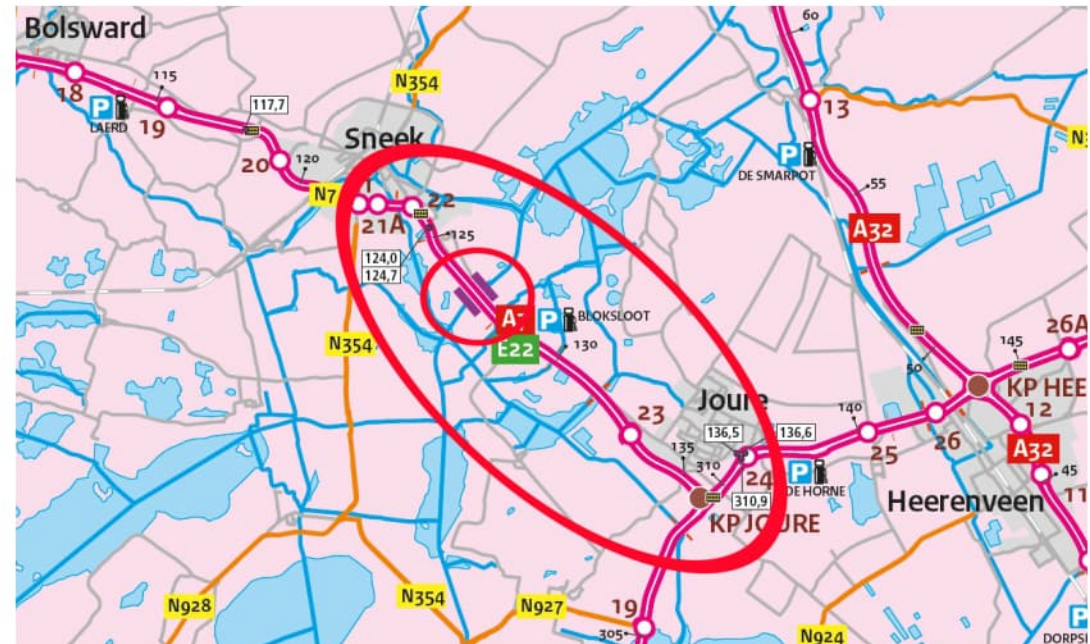 Bolsward
60
115
N354
18
117,7
13
P
LAERD
19
Sneek
P
DE SMARPOT
20
120
55
N7
22
21A
125
A32
124,0
124,7
P
BLOKSLOOT
E22
130
N354
145
26A
50
KP HEE
Joure
12
23
140
26
136,5
136,6
A32
135
310
25
45
24
P
DE HORNE
11
310,9
Heerenveen
KP JOURE
N928
N354
N927
19
305
N924
P
DORPS